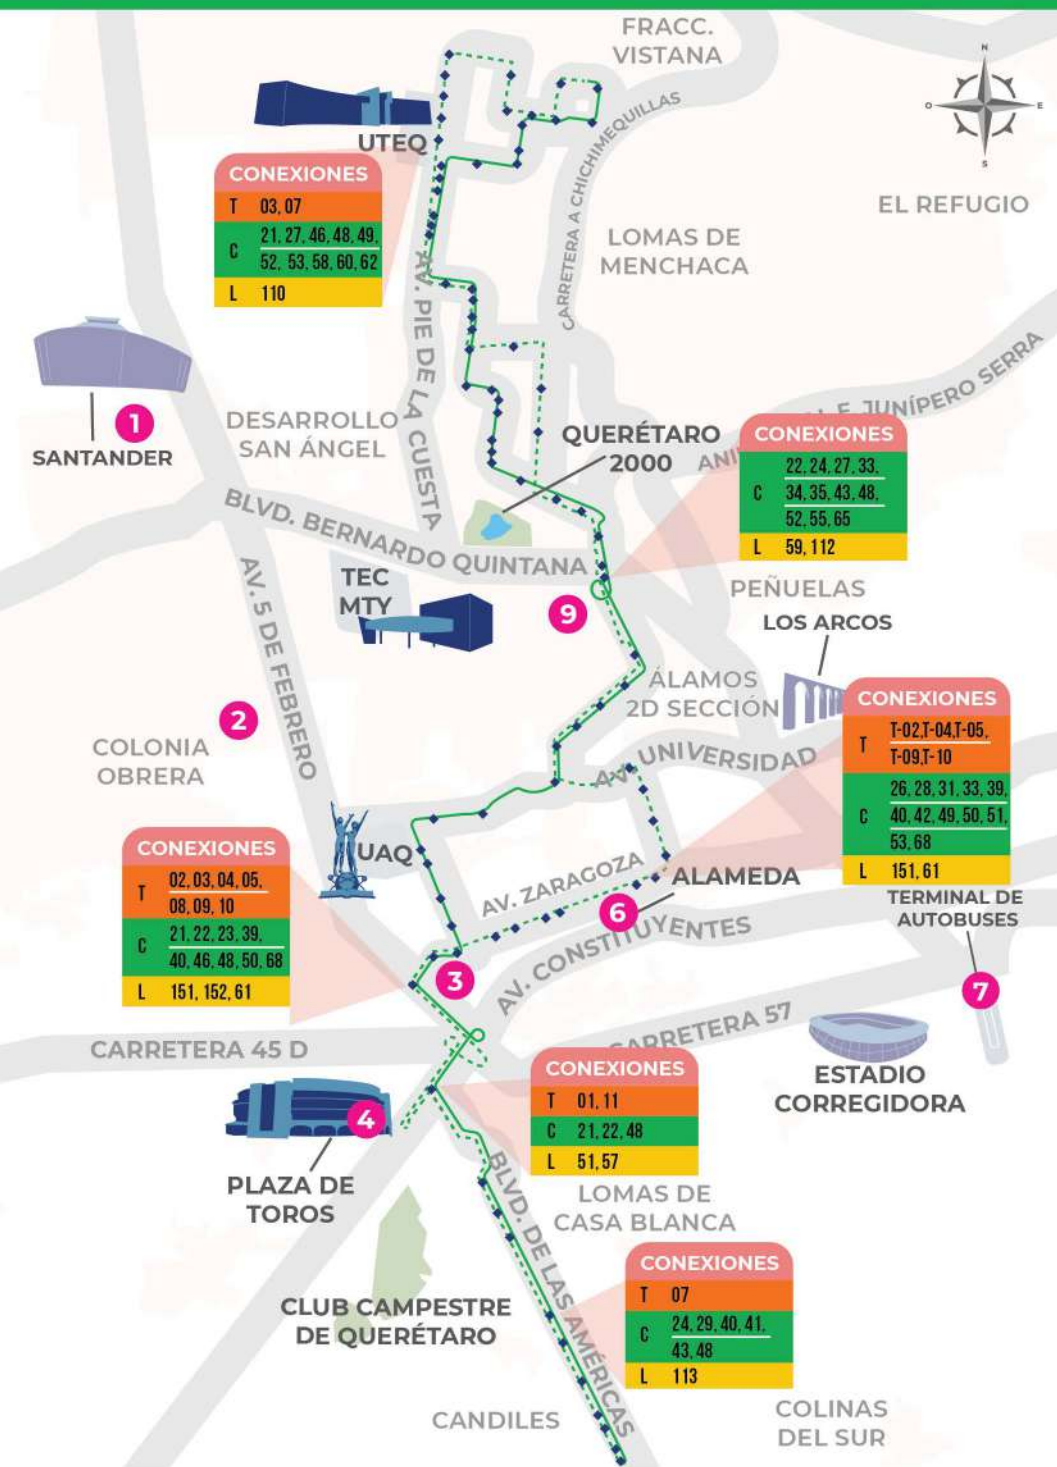 FRACC.
VISTANA
N
O
E
S
UTEQ
CARRETERA A CHICHIMEQUILLAS
CONEXIONES
T 03, 07
C 21, 27, 46, 48, 49,
52, 53, 58, 60, 62
L 110
EL REFUGIO
LOMAS DE
MENCHACA
AV. PIE DE LA CUESTA
JUNÍPERO SERRA
1
SANTANDER
DESARROLLO
SAN ÁNGEL
QUERÉTARO
2000
CONEXIONES
C 22, 24, 27, 33,
34, 35, 43, 48,
52, 55, 65
L 59, 112
BLVD. BERNARDO QUINTANA
AV. 5 DE FEBRERO
TEC
MTY
9
PEÑUELAS
LOS ARCOS
ÁLAMOS
2D SECCIÓN
CONEXIONES
T T-02,T-04,T-05,
T-09,T-10
C 26, 28, 31, 33, 39,
40, 42, 49, 50, 51,
53, 68
L 151, 61
2
COLONIA
OBRERA
AV. UNIVERSIDAD
UAQ
CONEXIONES
T 02, 03, 04, 05,
08, 09, 10
C 21, 22, 23, 39,
40, 46, 48, 50, 68
L 151, 152, 61
AV. ZARAGOZA
ALAMEDA
6
TERMINAL DE
AUTOBUSES
7
AV. CONSTITUYENTES
3
CARRETERA 45 D
CARRETERA 57
ESTADIO
CORREGIDORA
CONEXIONES
T 01, 11
C 21, 22, 48
L 51, 57
4
PLAZA DE
TOROS
BLVD. DE LAS AMÉRICAS
LOMAS DE
CASA BLANCA
CONEXIONES
T 07
C 24, 29, 40, 41,
43, 48
L 113
CLUB CAMPESTRE
DE QUERÉTARO
CANDILES
COLINAS
DEL SUR